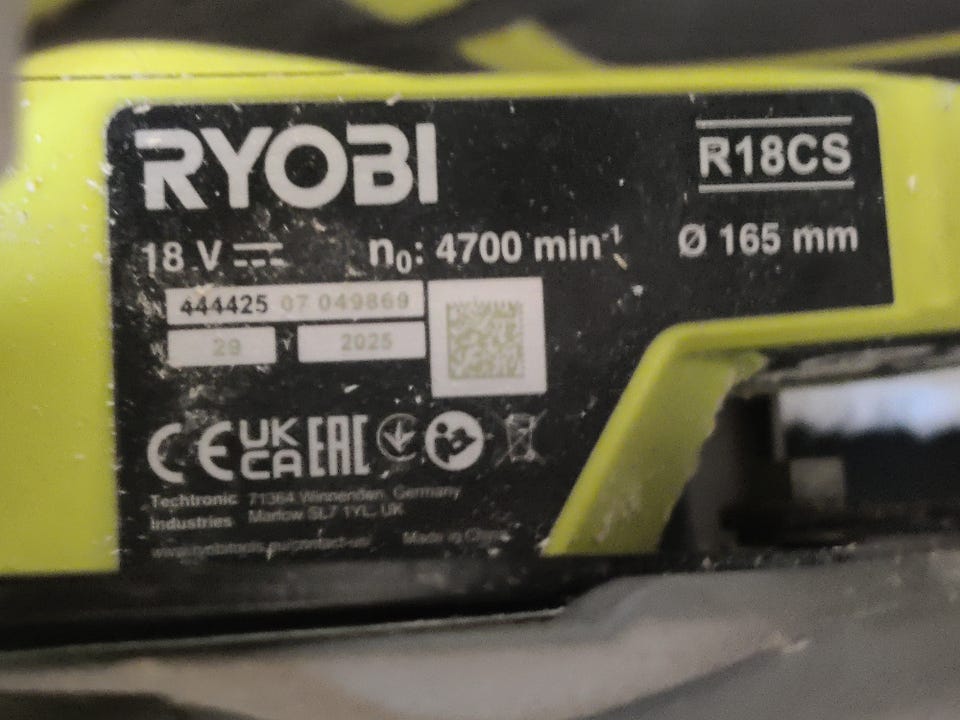 RYOBI
R18CS
18 V
n₀: 4700 min⁻¹
Ø 165 mm
444425 07 049869
W 29 Y 2025
CE UK CA EAC
Techtronic Industries
71364 Winnenden, Germany
Marlow SL7 1YL, UK
Made in China